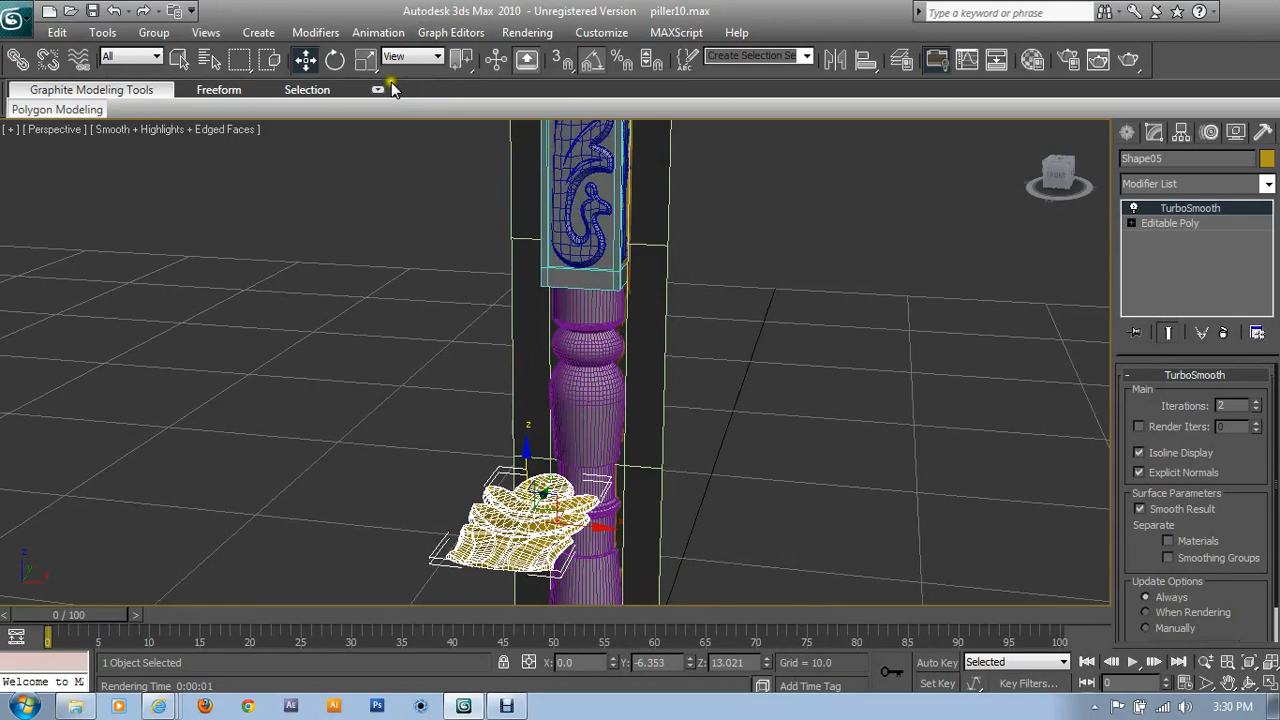 Autodesk 3ds Max 2010 - Unregistered Version piller10.max
Type a keyword or phrase
Edit Tools Group Views Create Modifiers Animation Graph Editors Rendering Customize MAXScript Help
All View Create Selection Se
Graphite Modeling Tools Freeform Selection
Polygon Modeling
[ + ] [ Perspective ] [ Smooth + Highlights + Edged Faces ]
FRONT
Shape05
Modifier List
TurboSmooth
Editable Poly
z
x
TurboSmooth
Main
Iterations: 2
Render Iters: 0
Isoline Display
Explicit Normals
Surface Parameters
Smooth Result
Separate
Materials
Smoothing Groups
Update Options
Always
When Rendering
Manually
z
y
x
0 / 100
0 5 10 15 20 25 30 35 40 45 50 55 60 65 70 75 80 85 90 95 100
1 Object Selected X: 0.0 Y: -6.353 Z: 13.021 Grid = 10.0 Auto Key Selected
Welcome to M
Rendering Time 0:00:01 Add Time Tag Set Key Key Filters... 0
Ae Ai Ps
3:30 PM